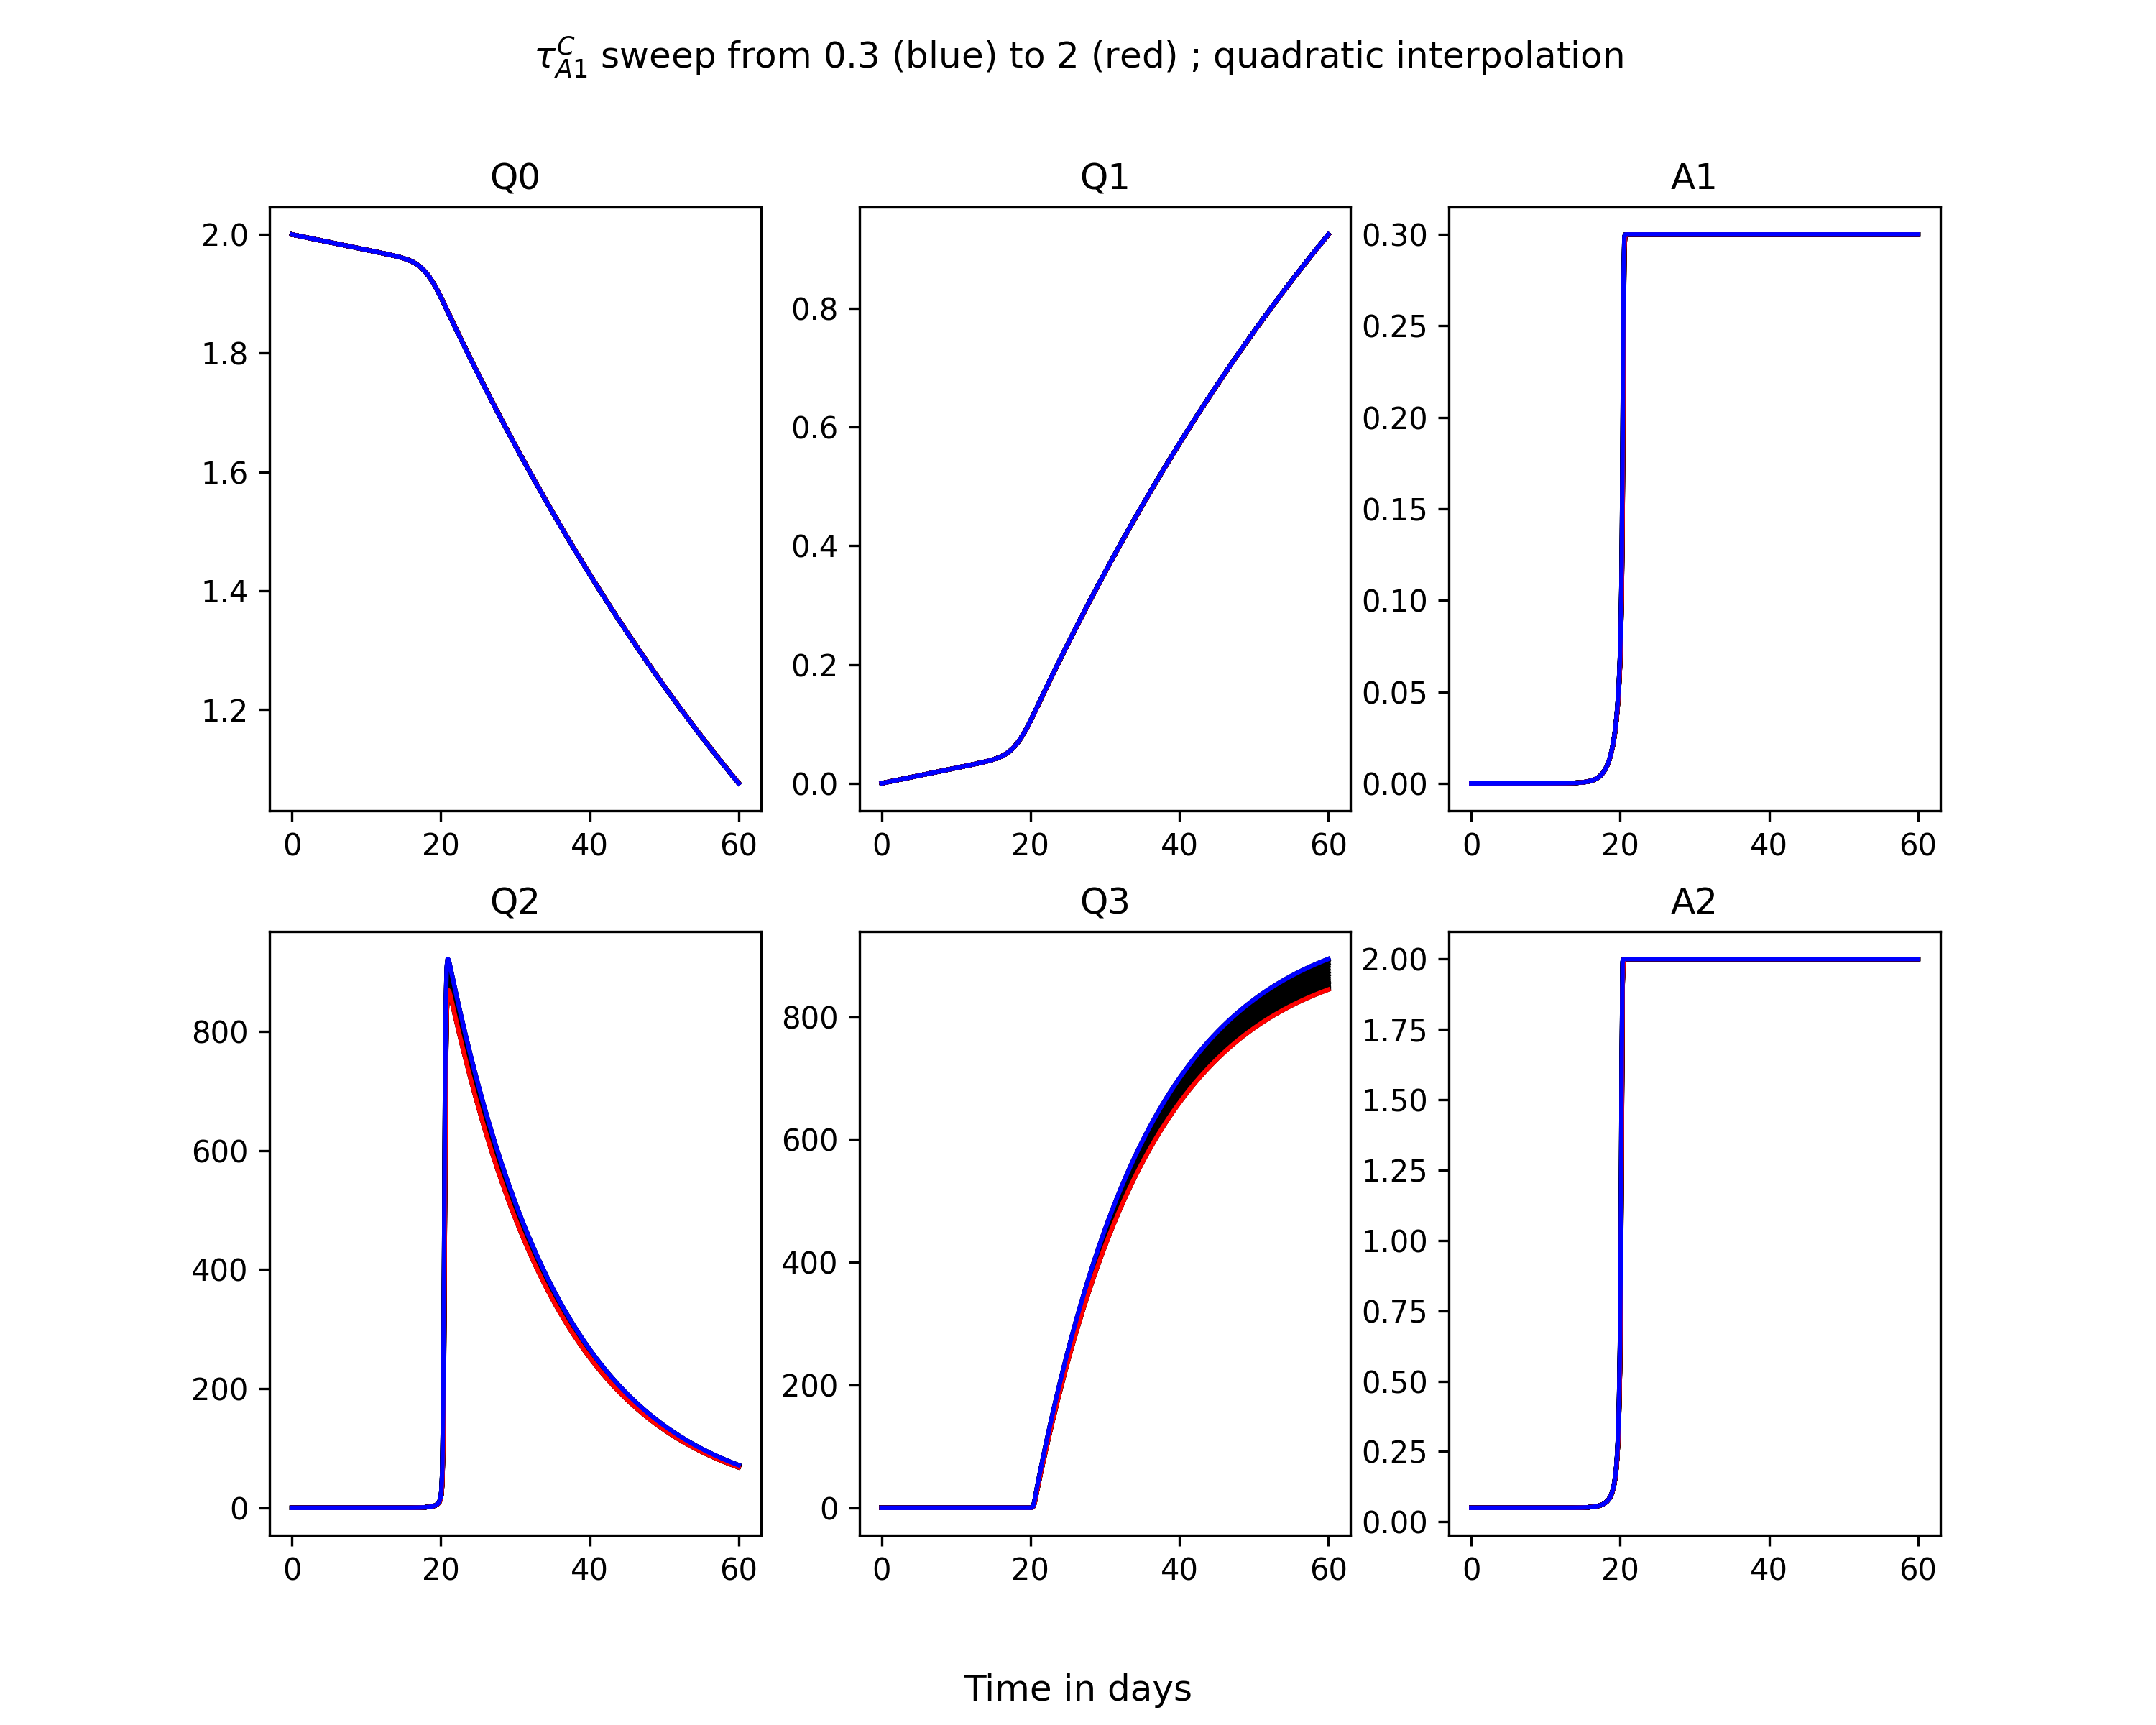 τ_{A1}^{C} sweep from 0.3 (blue) to 2 (red) ; quadratic interpolation
Q0
2.0
1.8
1.6
1.4
1.2
0 20 40 60
Q1
0.8
0.6
0.4
0.2
0.0
0 20 40 60
A1
0.30
0.25
0.20
0.15
0.10
0.05
0.00
0 20 40 60
Q2
800
600
400
200
0
0 20 40 60
Q3
800
600
400
200
0
0 20 40 60
A2
2.00
1.75
1.50
1.25
1.00
0.75
0.50
0.25
0.00
0 20 40 60
Time in days